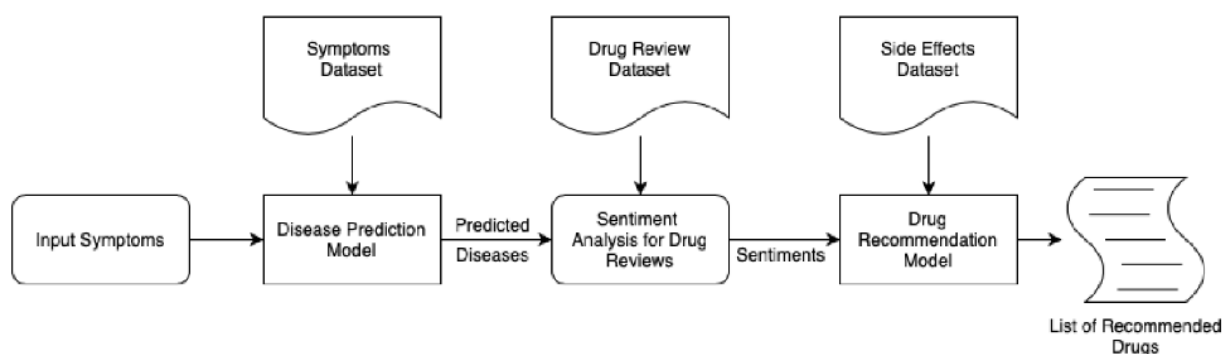 Symptoms
Dataset
Drug Review
Dataset
Side Effects
Dataset
Input Symptoms
Disease Prediction
Model
Predicted
Diseases
Sentiment
Analysis for Drug
Reviews
Sentiments
Drug
Recommendation
Model
List of Recommended
Drugs